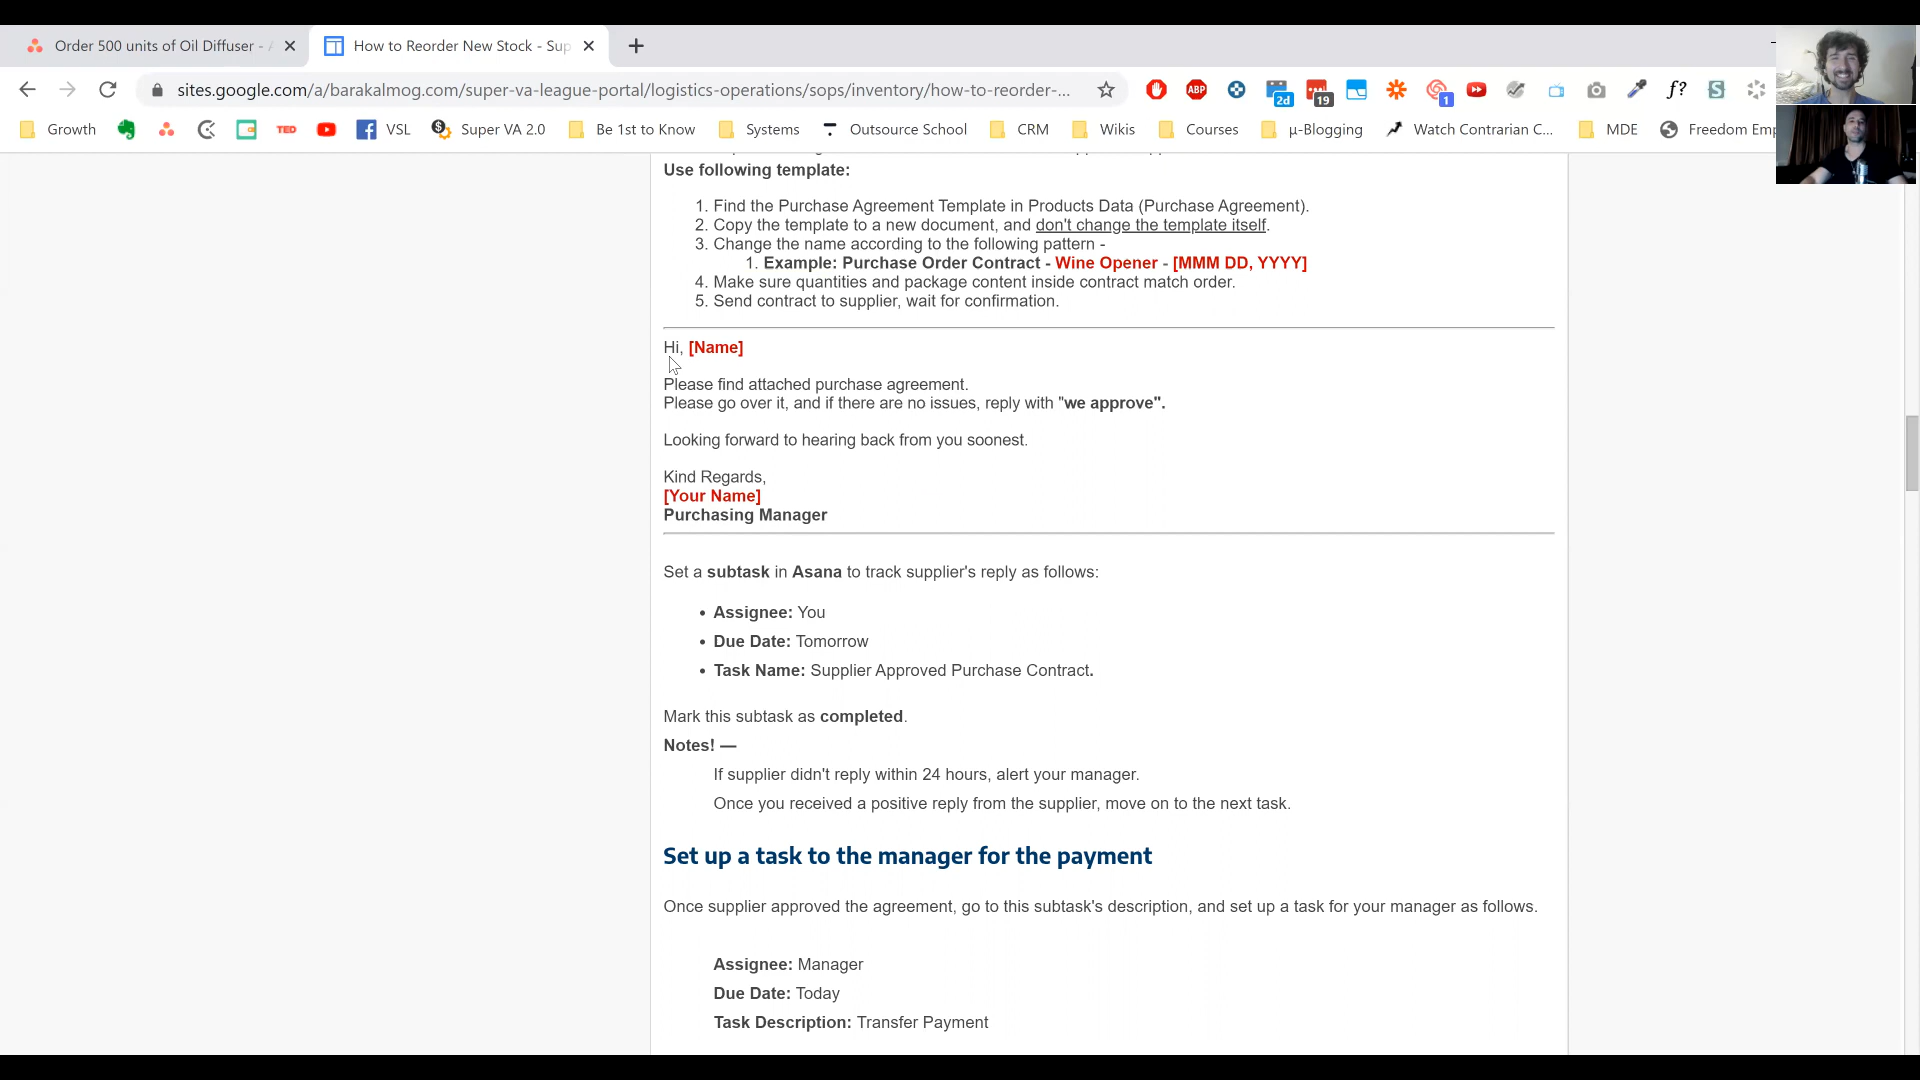 Order 500 units of Oil Diffuser -
How to Reorder New Stock - Sup
sites.google.com/a/barakalmog.com/super-va-league-portal/logistics-operations/sops/inventory/how-to-reorder-...
ABP
2d
19
1
f?
S
Growth
TED
VSL
Super VA 2.0
Be 1st to Know
Systems
Outsource School
CRM
Wikis
Courses
μ-Blogging
Watch Contrarian C...
MDE
Freedom Emp
Use following template:
1. Find the Purchase Agreement Template in Products Data (Purchase Agreement).
2. Copy the template to a new document, and don't change the template itself.
3. Change the name according to the following pattern -
1. Example: Purchase Order Contract - Wine Opener - [MMM DD, YYYY]
4. Make sure quantities and package content inside contract match order.
5. Send contract to supplier, wait for confirmation.
Hi, [Name]
Please find attached purchase agreement.
Please go over it, and if there are no issues, reply with "we approve".
Looking forward to hearing back from you soonest.
Kind Regards,
[Your Name]
Purchasing Manager
Set a subtask in Asana to track supplier's reply as follows:
• Assignee: You
• Due Date: Tomorrow
• Task Name: Supplier Approved Purchase Contract.
Mark this subtask as completed.
Notes! —
If supplier didn't reply within 24 hours, alert your manager.
Once you received a positive reply from the supplier, move on to the next task.
Set up a task to the manager for the payment
Once supplier approved the agreement, go to this subtask's description, and set up a task for your manager as follows.
Assignee: Manager
Due Date: Today
Task Description: Transfer Payment